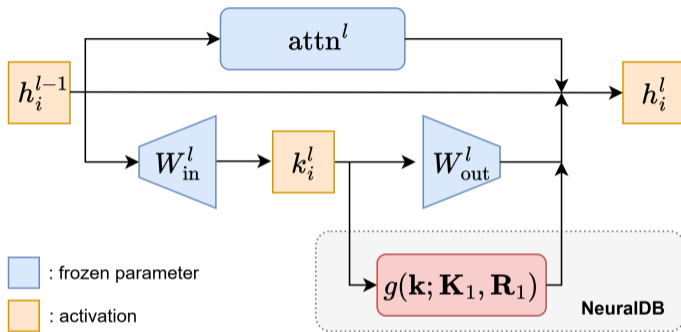 attn^l
h_i^{l-1}
h_i^l
W_in^l
k_i^l
W_out^l
g(k; K_1, R_1)
NeuralDB
: frozen parameter
: activation